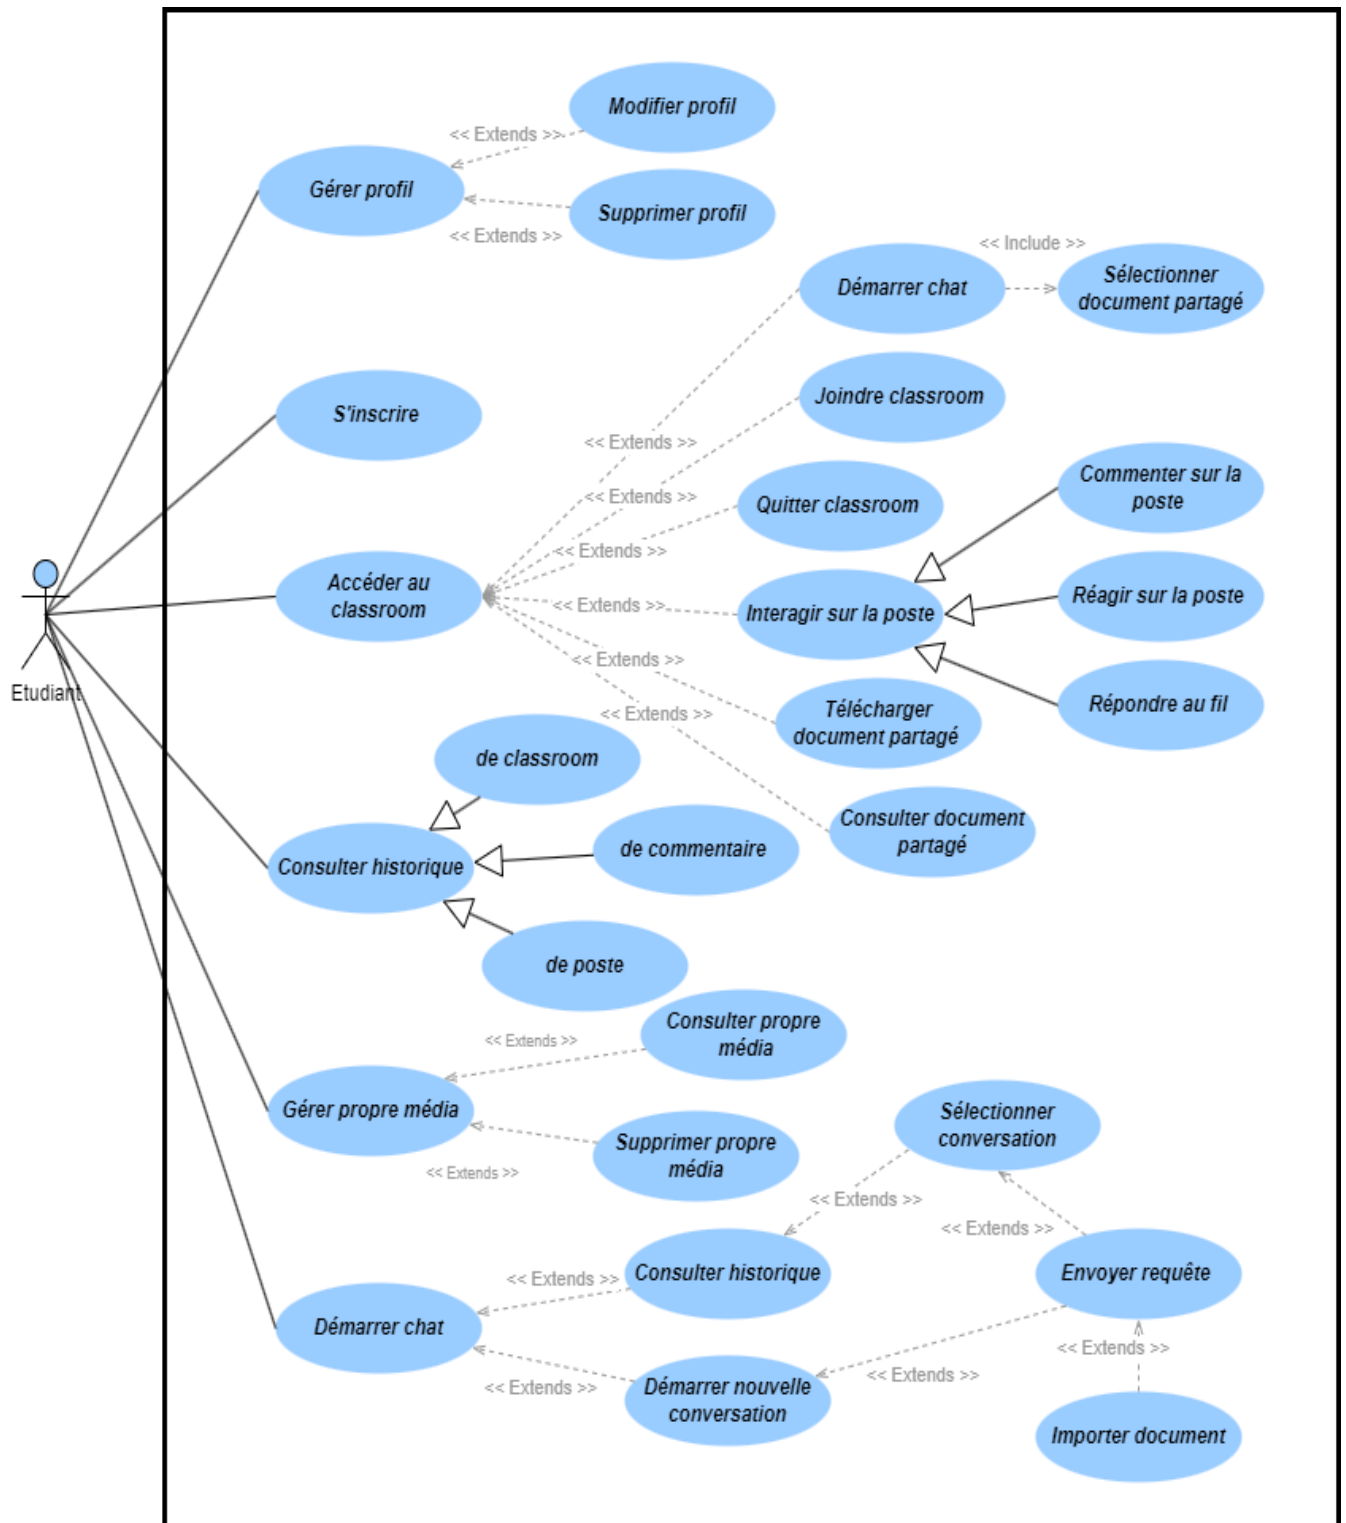 Modifier profil
<< Extends >>
Gérer profil
Supprimer profil
<< Extends >>
<< Include >>
Démarrer chat
Sélectionner
document partagé
Joindre classroom
S'inscrire
<< Extends >>
Commenter sur la
poste
<< Extends >>
Quitter classroom
<< Extends >>
Accéder au
classroom
<< Extends >>
Interagir sur la poste
Réagir sur la poste
<< Extends >>
Etudiant
Répondre au fil
<< Extends >>
Télécharger
document partagé
de classroom
Consulter document
partagé
de commentaire
Consulter historique
de poste
Consulter propre
média
<< Extends >>
Gérer propre média
Sélectionner
conversation
Supprimer propre
média
<< Extends >>
<< Extends >>
<< Extends >>
Consulter historique
Envoyer requête
<< Extends >>
Démarrer chat
<< Extends >>
<< Extends >>
<< Extends >>
Démarrer nouvelle
conversation
Importer document